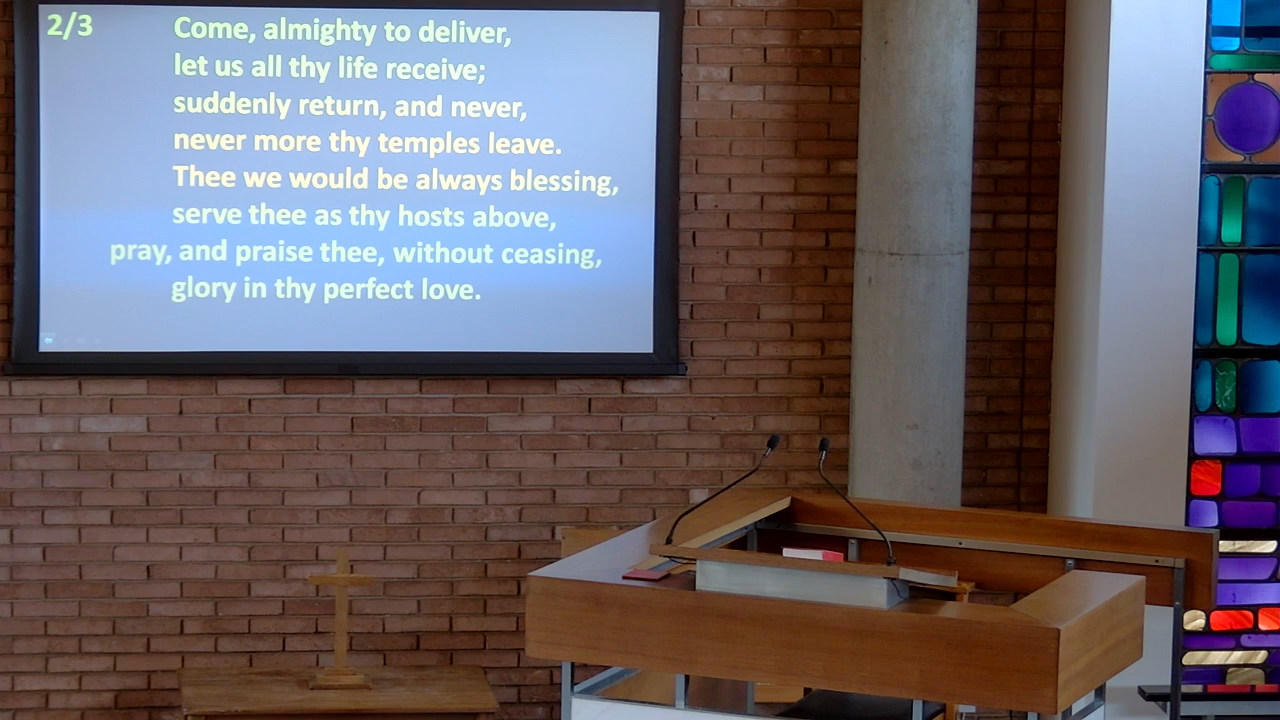 2/3
Come, almighty to deliver,
let us all thy life receive;
suddenly return, and never,
never more thy temples leave.
Thee we would be always blessing,
serve thee as thy hosts above,
pray, and praise thee, without ceasing,
glory in thy perfect love.